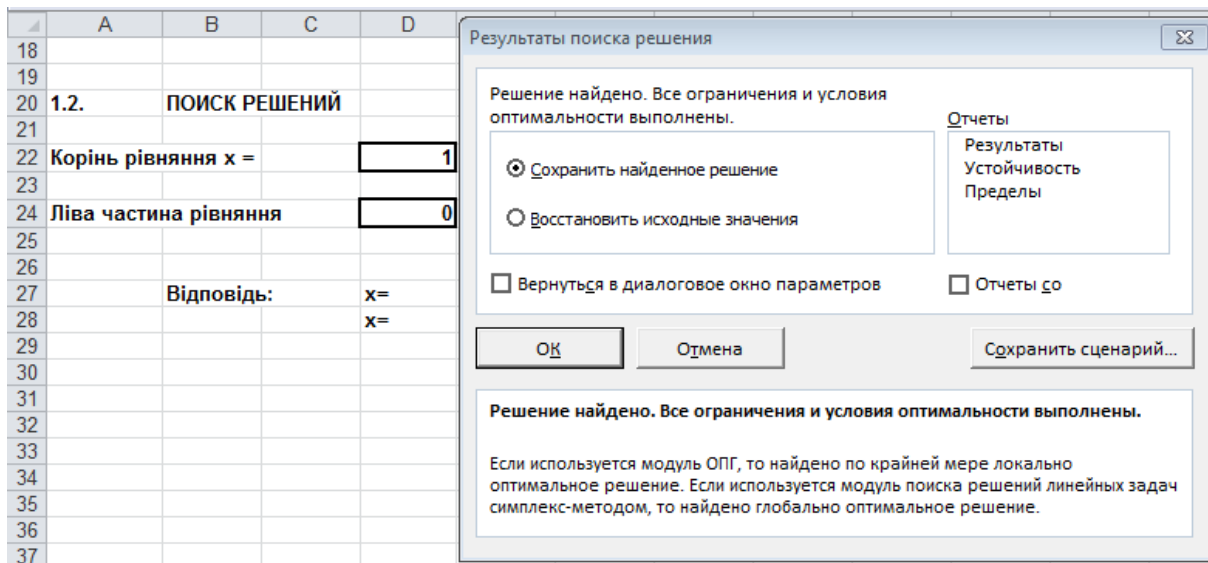 A B C D
18
19
20 1.2. ПОИСК РЕШЕНИЙ
21
22 Корінь рівняння x = 1
23
24 Ліва частина рівняння 0
25
26
27 Відповідь: x=
28 x=
29
30
31
32
33
34
35
36
37
Результаты поиска решения
Решение найдено. Все ограничения и условия
оптимальности выполнены.
Отчеты
Сохранить найденное решение
Восстановить исходные значения
Результаты
Устойчивость
Пределы
Вернуться в диалоговое окно параметров
Отчеты со
ОК Отмена Сохранить сценарий...
Решение найдено. Все ограничения и условия оптимальности выполнены.
Если используется модуль ОПГ, то найдено по крайней мере локально
оптимальное решение. Если используется модуль поиска решений линейных задач
симплекс-методом, то найдено глобально оптимальное решение.